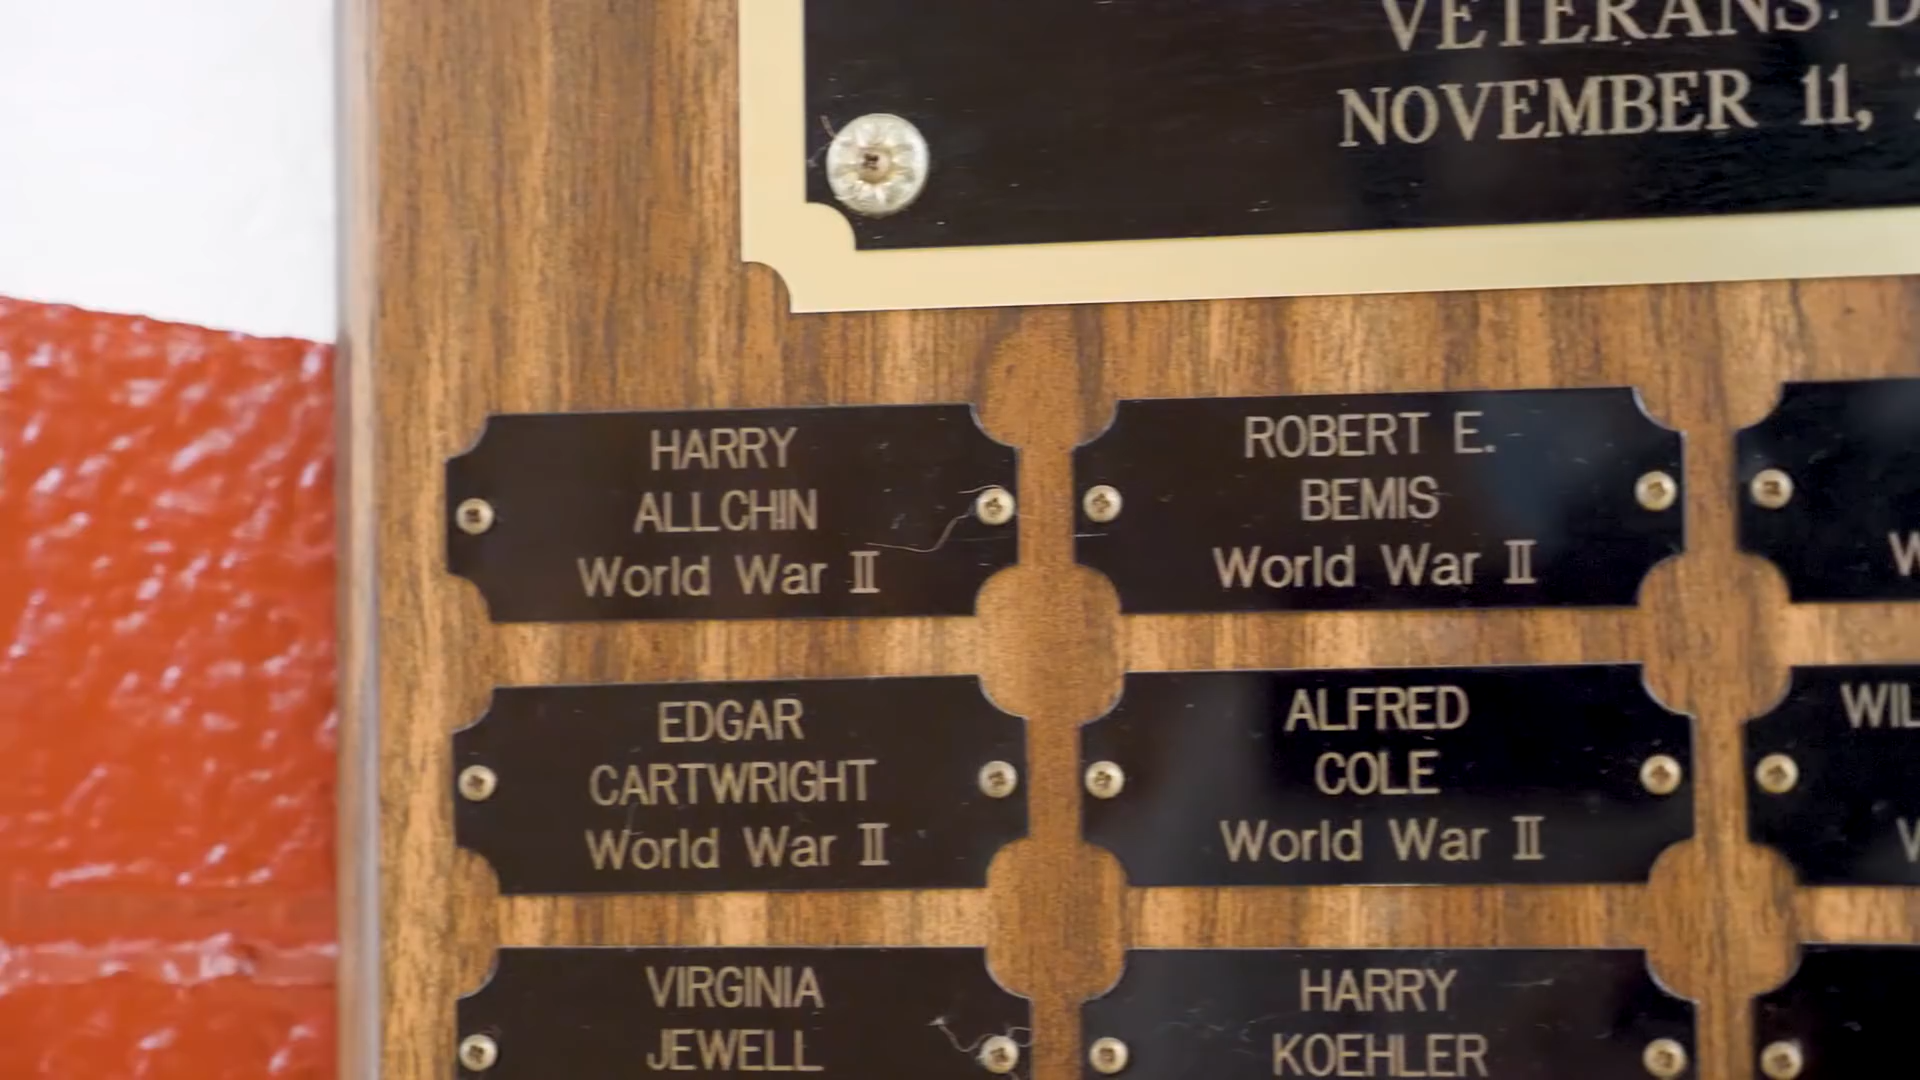 VETERANS
NOVEMBER 11,
HARRY
ALLCHIN
World War II
ROBERT E.
BEMIS
World War II
EDGAR
CARTWRIGHT
World War II
ALFRED
COLE
World War II
VIRGINIA
JEWELL
HARRY
KOEHLER